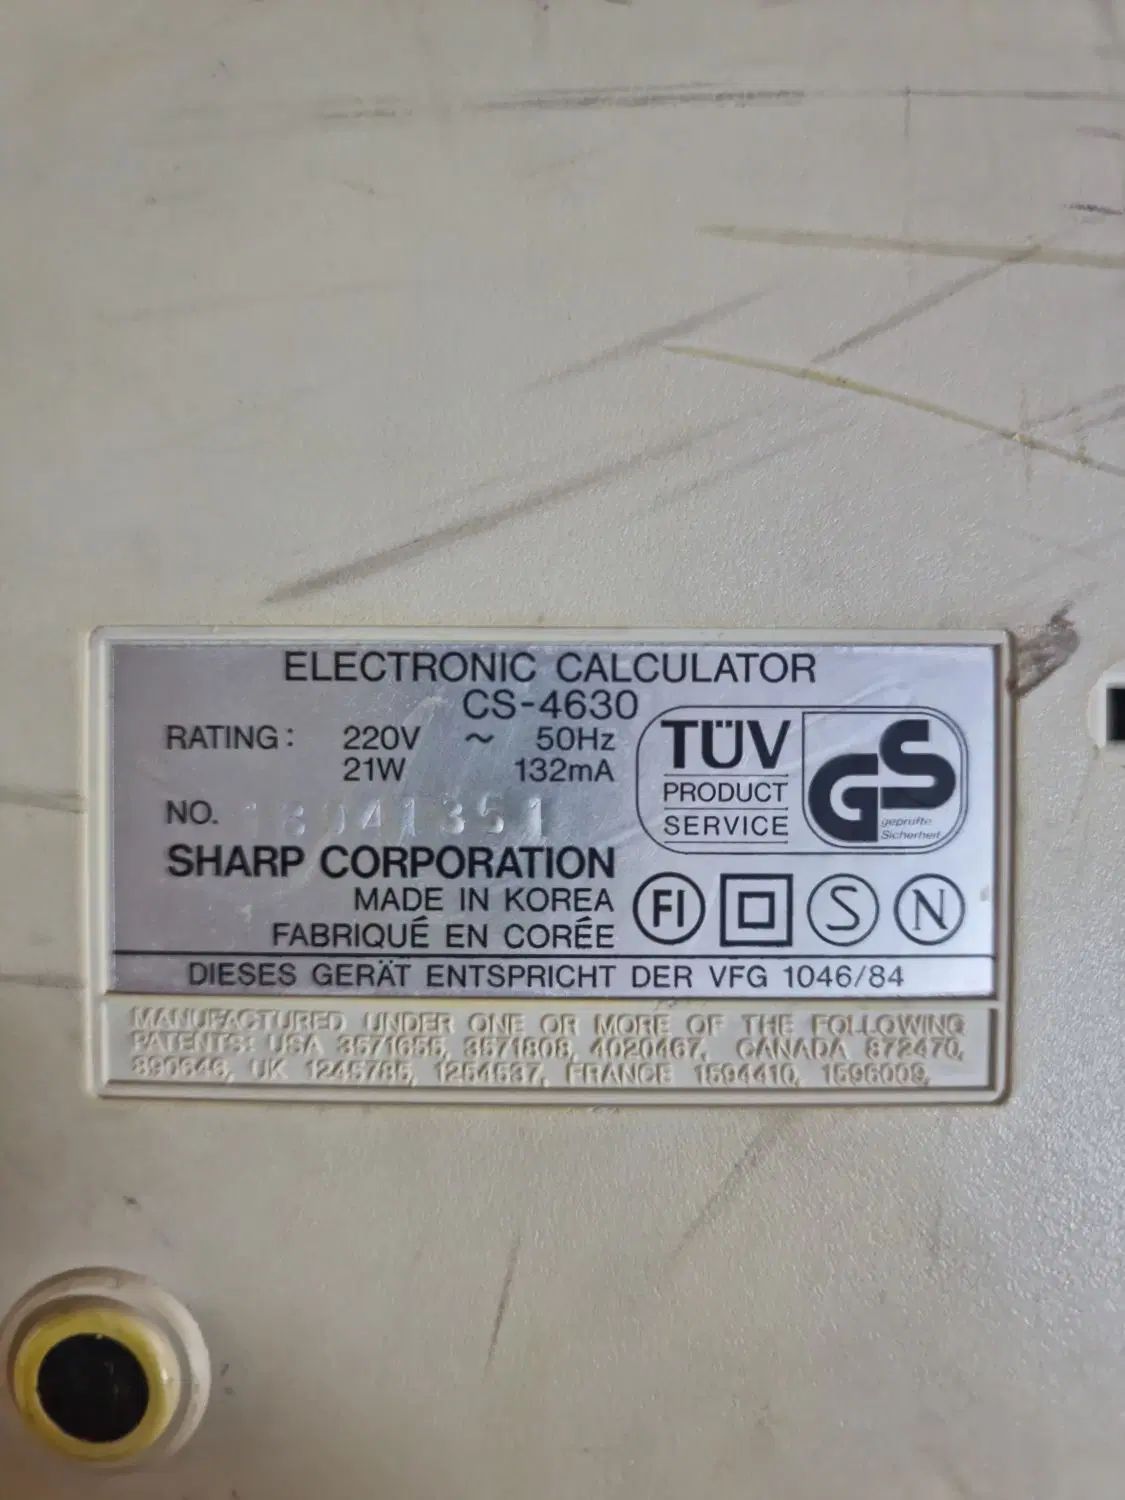 ELECTRONIC CALCULATOR
CS-4630
RATING: 220V ~ 50Hz
21W 132mA
NO. 18041351
SHARP CORPORATION
MADE IN KOREA
FABRIQUÉ EN CORÉE
TÜV
PRODUCT
SERVICE
GS
geprüfte
Sicherheit
FI S N
DIESES GERÄT ENTSPRICHT DER VFG 1046/84
MANUFACTURED UNDER ONE OR MORE OF THE FOLLOWING
PATENTS: USA 3571655, 3571808, 4020467, CANADA 872470,
890646, UK 1245785, 1254537, FRANCE 1594410, 1596009,